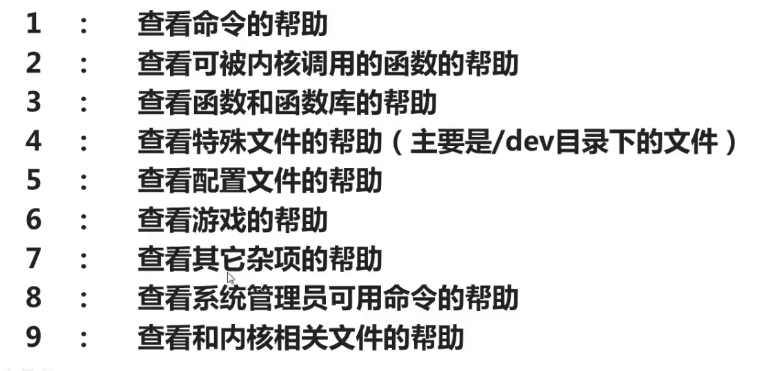 1 : 查看命令的帮助
2 : 查看可被内核调用的函数的帮助
3 : 查看函数和函数库的帮助
4 : 查看特殊文件的帮助（主要是/dev目录下的文件）
5 : 查看配置文件的帮助
6 : 查看游戏的帮助
7 : 查看其它杂项的帮助
8 : 查看系统管理员可用命令的帮助
9 : 查看和内核相关文件的帮助